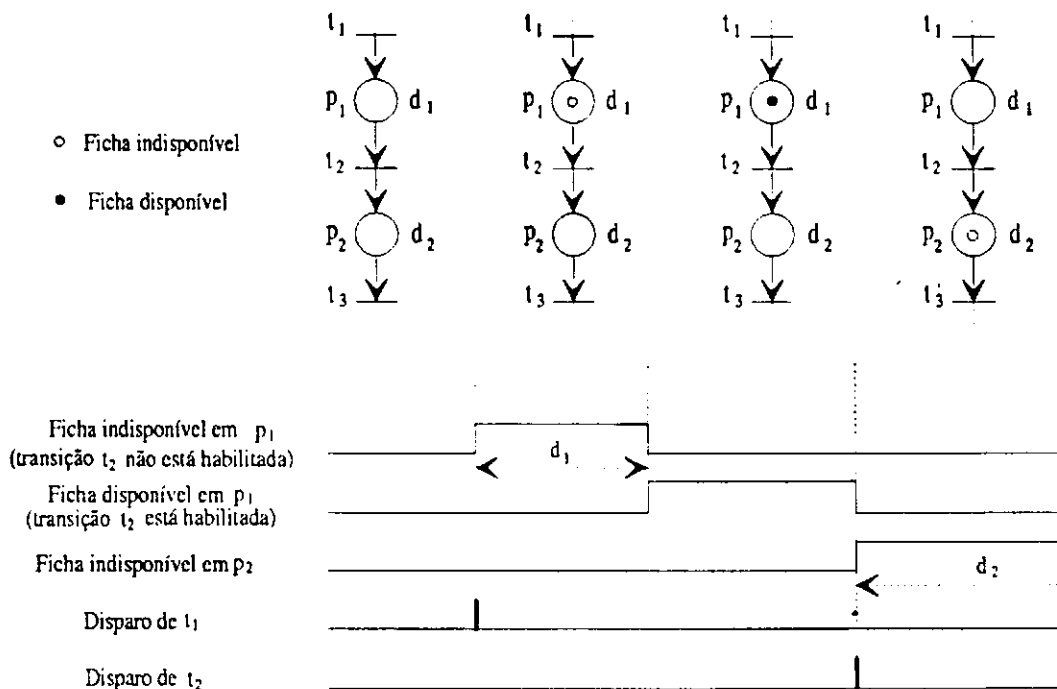 t₁ t₁ t₁ t₁
p₁ d₁ p₁ d₁ p₁ d₁ p₁ d₁
Ficha indisponível
t₂ t₂ t₂ t₂
Ficha disponível
p₂ d₂ p₂ d₂ p₂ d₂ p₂ d₂
t₃ t₃ t₃ t₃
Ficha indisponível em p₁
(transição t₂ não está habilitada)
d₁
Ficha disponível em p₁
(transição t₂ está habilitada)
Ficha indisponível em p₂
d₂
Disparo de t₁
Disparo de t₂